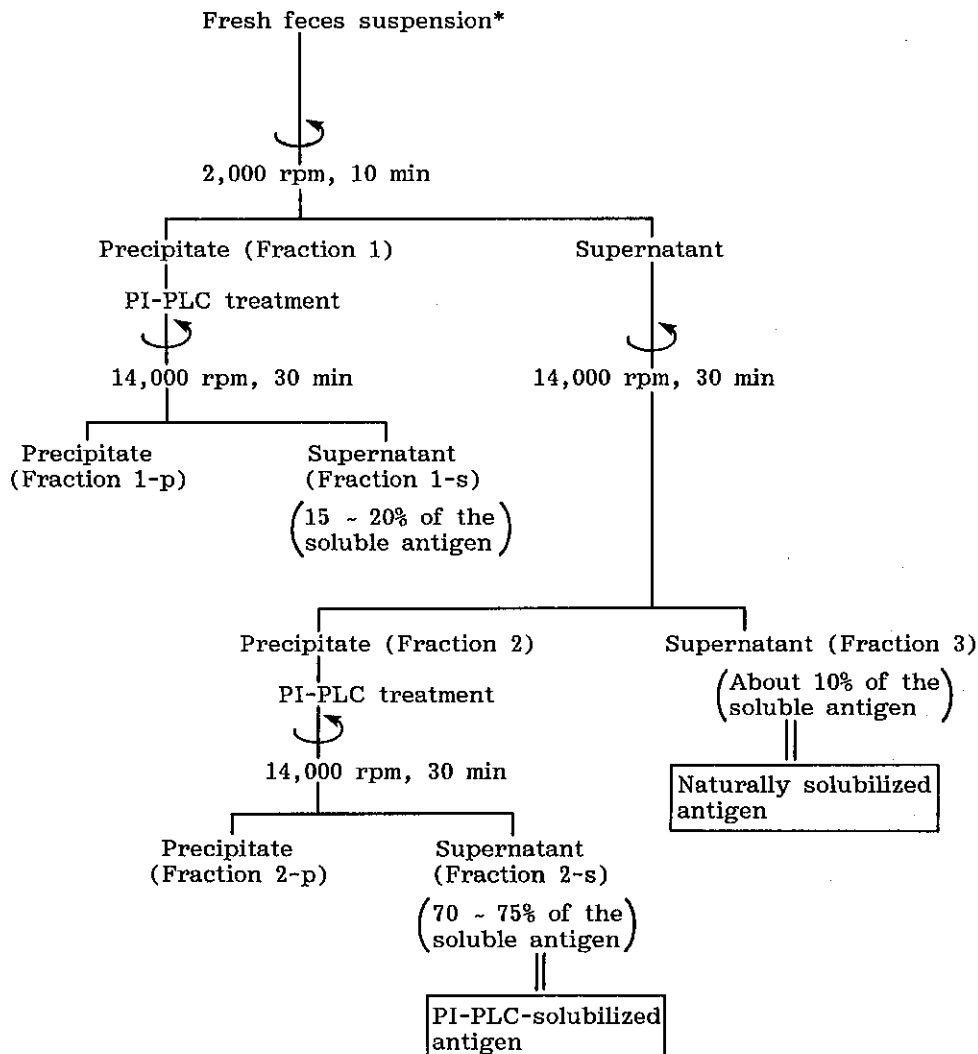 Fresh feces suspension*
2,000 rpm, 10 min
Precipitate (Fraction 1)
Supernatant
PI-PLC treatment
14,000 rpm, 30 min
14,000 rpm, 30 min
Precipitate
(Fraction 1-p)
Supernatant
(Fraction 1-s)
(15 ~ 20% of the
soluble antigen)
Precipitate (Fraction 2)
Supernatant (Fraction 3)
PI-PLC treatment
(About 10% of the
soluble antigen)
14,000 rpm, 30 min
Naturally solubilized
antigen
Precipitate
(Fraction 2-p)
Supernatant
(Fraction 2-s)
(70 ~ 75% of the
soluble antigen)
PI-PLC-solubilized
antigen